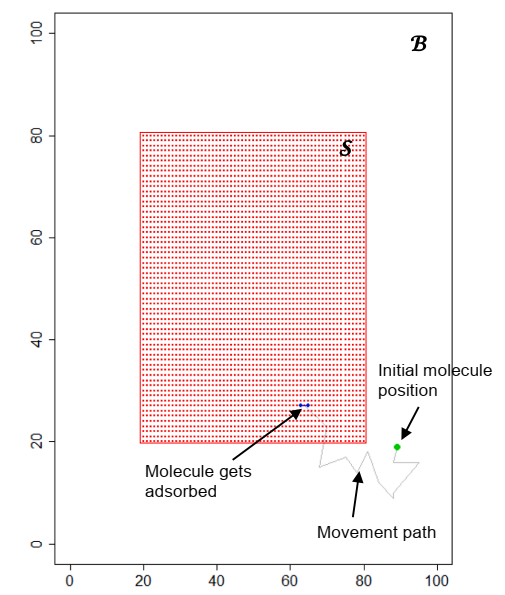 100
80
60
40
20
0
ℬ
𝒮
Initial molecule
position
Molecule gets
adsorbed
Movement path
0 20 40 60 80 100